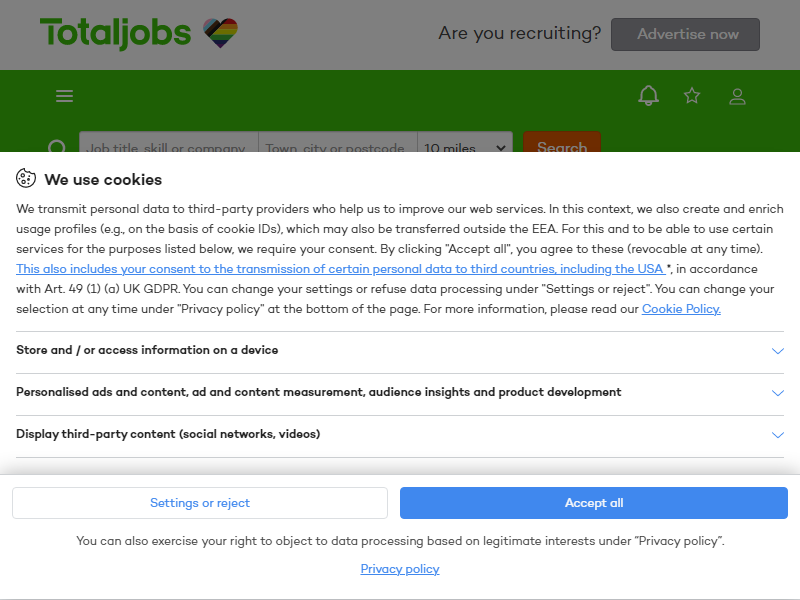 Totaljobs
Are you recruiting?
Advertise now
Job title, skill or company
Town, city or postcode
10 miles
Search
We use cookies
We transmit personal data to third-party providers who help us to improve our web services. In this context, we also create and enrich
usage profiles (e.g., on the basis of cookie IDs), which may also be transferred outside the EEA. For this and to be able to use certain
services for the purposes listed below, we require your consent. By clicking "Accept all", you agree to these (revocable at any time).
This also includes your consent to the transmission of certain personal data to third countries, including the USA *, in accordance
with Art. 49 (1) (a) UK GDPR. You can change your settings or refuse data processing under "Settings or reject". You can change your
selection at any time under "Privacy policy" at the bottom of the page. For more information, please read our Cookie Policy.
Store and / or access information on a device
Personalised ads and content, ad and content measurement, audience insights and product development
Display third-party content (social networks, videos)
Settings or reject
Accept all
You can also exercise your right to object to data processing based on legitimate interests under "Privacy policy".
Privacy policy